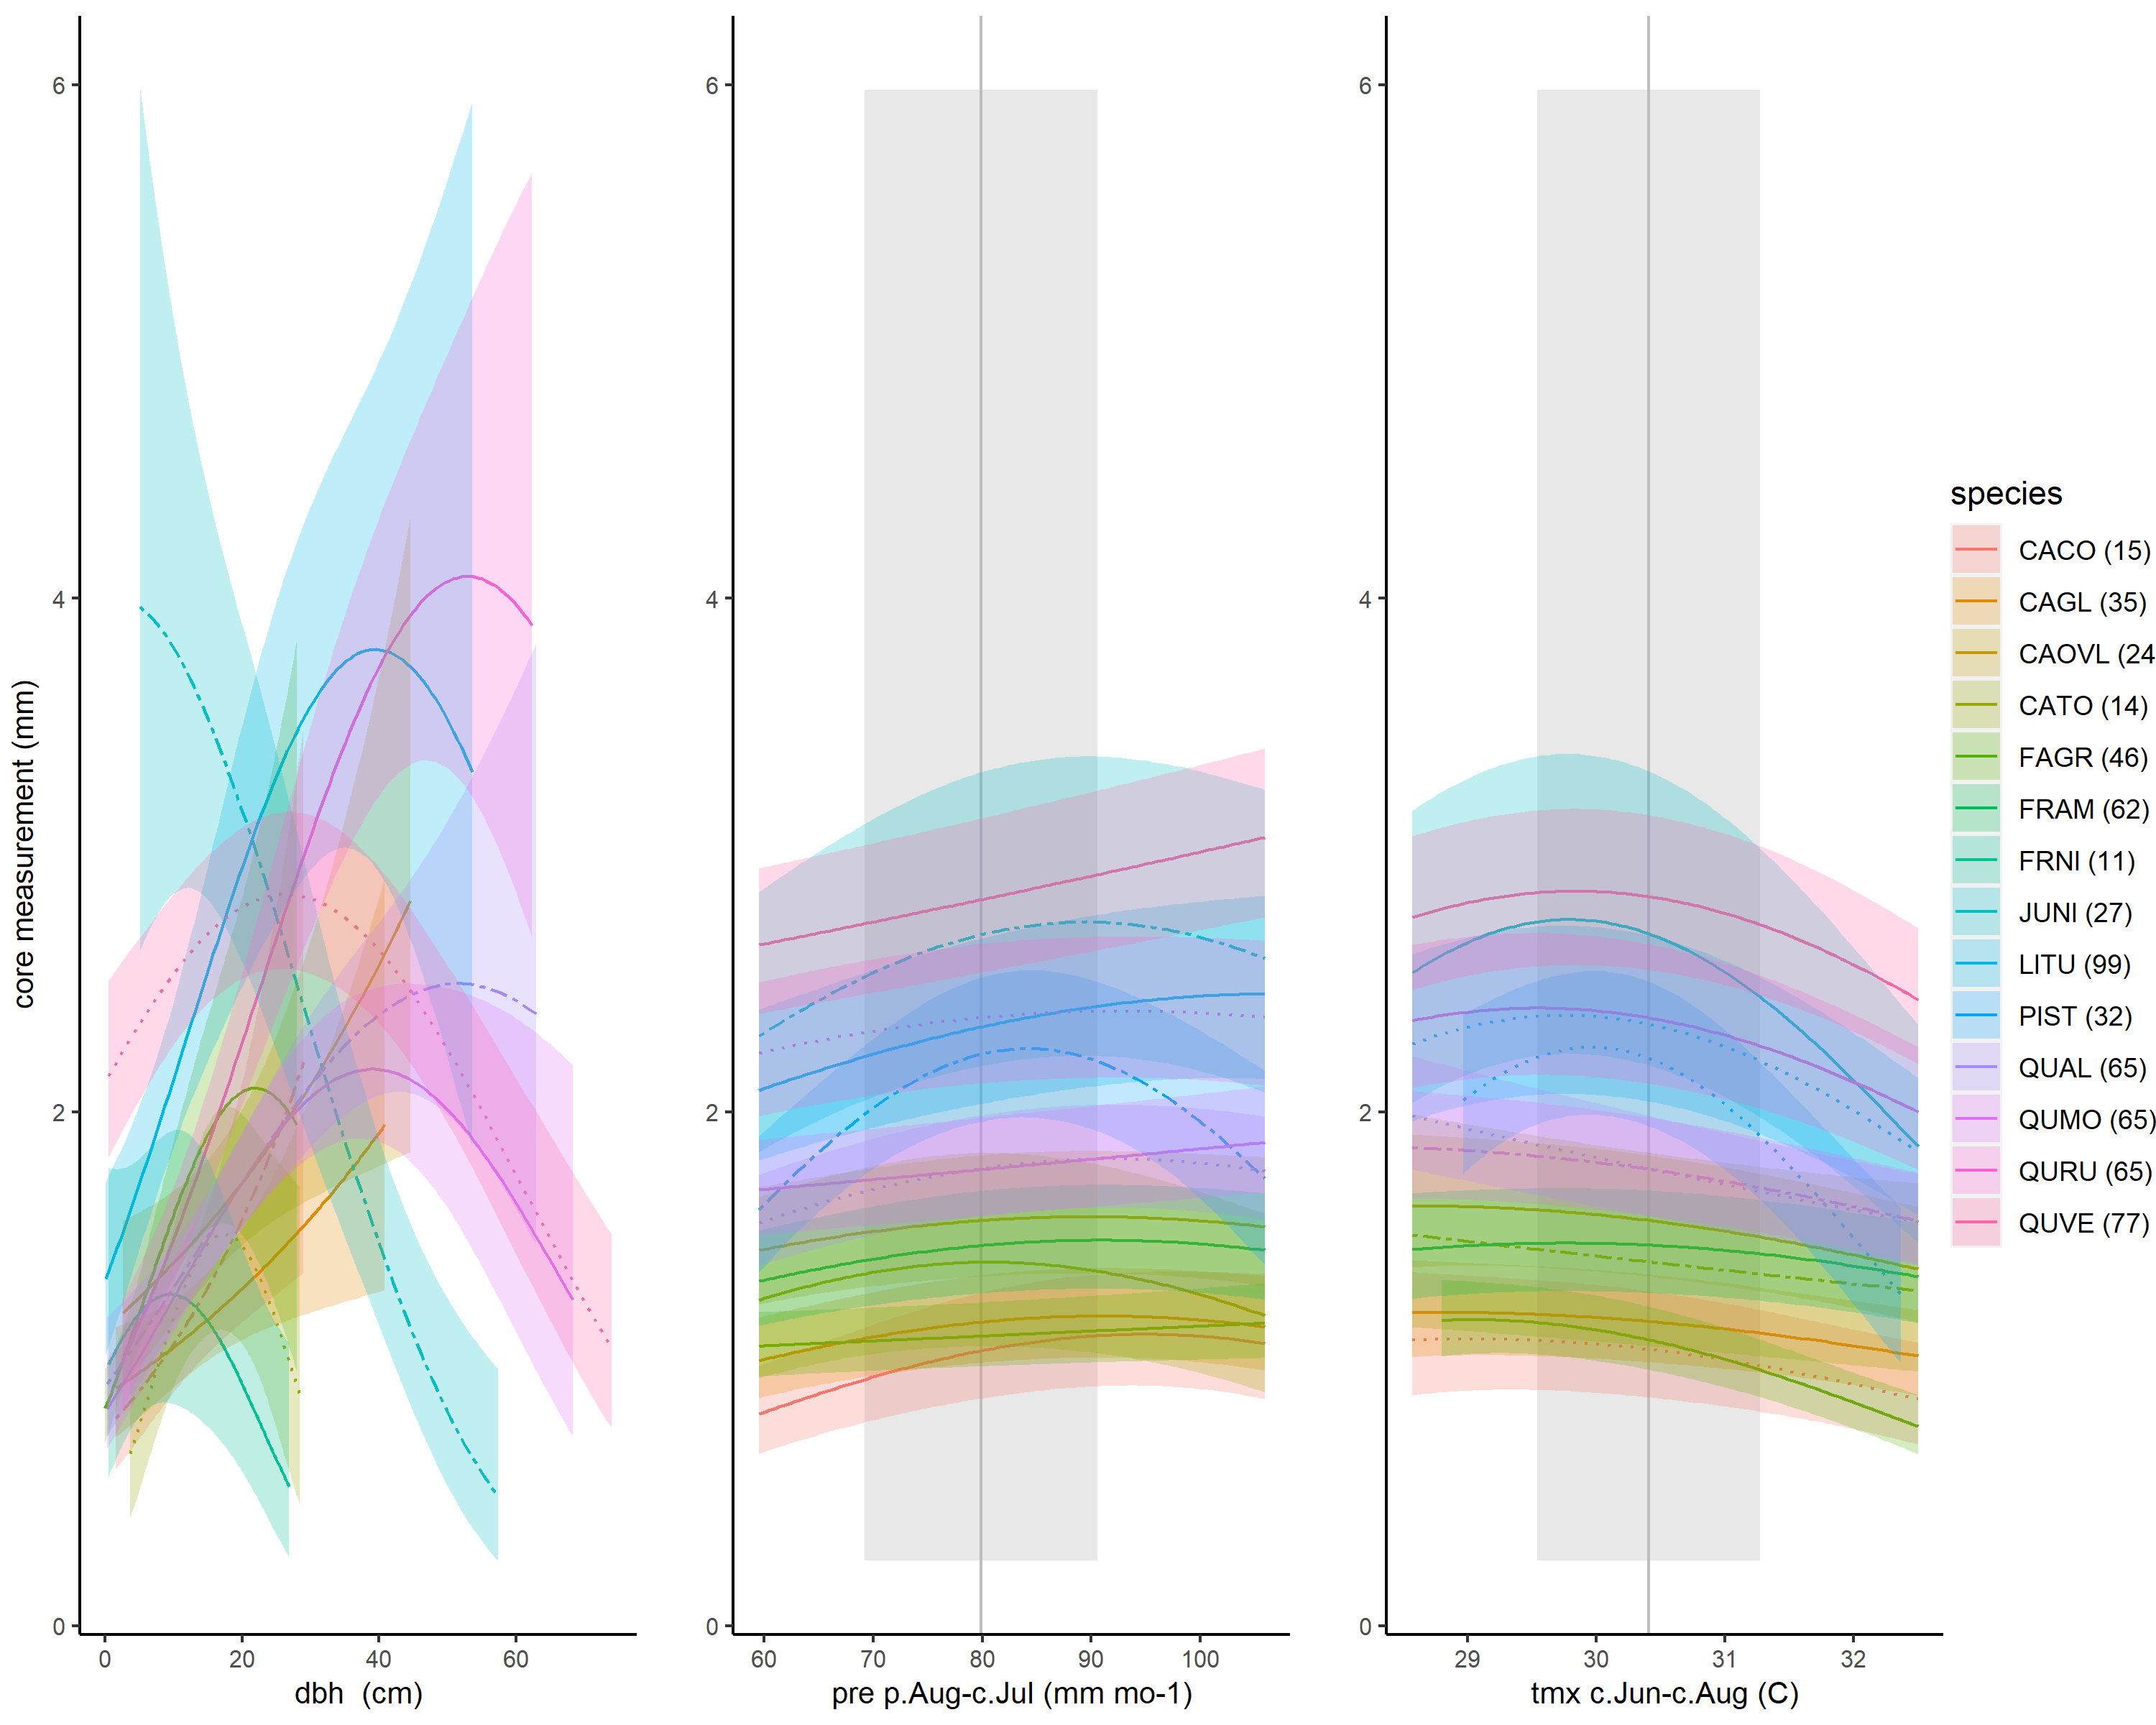 core measurement (mm)
6
4
2
0
0 20 40 60
dbh  (cm)
6
4
2
0
60 70 80 90 100
pre p.Aug-c.Jul (mm mo-1)
6
4
2
0
29 30 31 32
tmx c.Jun-c.Aug (C)
species
CACO (15)
CAGL (35)
CAOVL (24
CATO (14)
FAGR (46)
FRAM (62)
FRNI (11)
JUNI (27)
LITU (99)
PIST (32)
QUAL (65)
QUMO (65)
QURU (65)
QUVE (77)